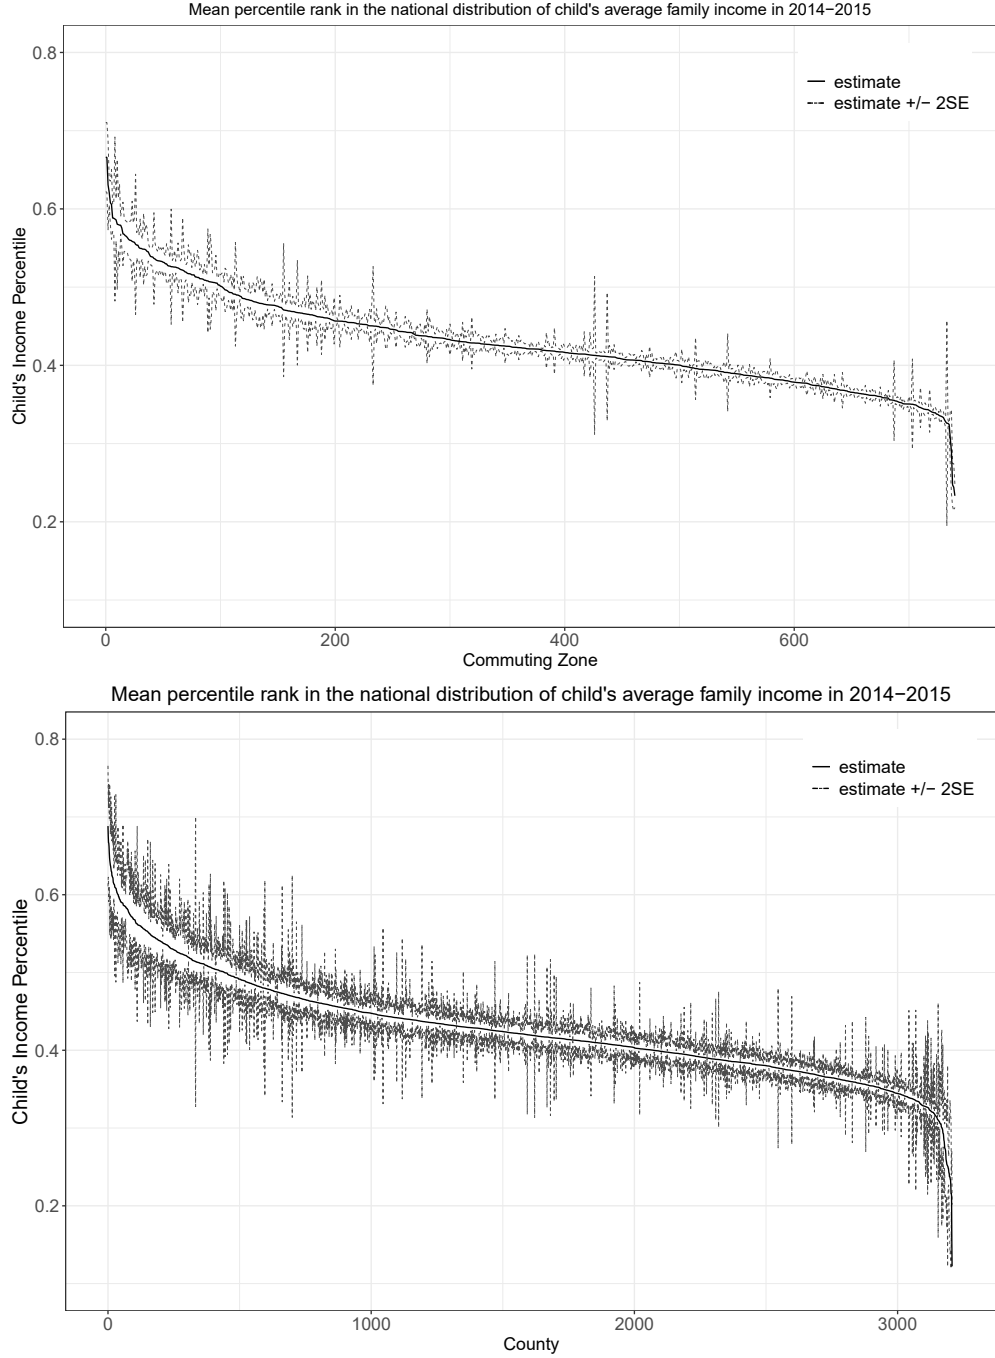 Mean percentile rank in the national distribution of child's average family income in 2014−2015
0.8
estimate
estimate +/− 2SE
0.6
Child's Income Percentile
0.4
0.2
0 200 400 600
Commuting Zone
Mean percentile rank in the national distribution of child's average family income in 2014−2015
0.8
estimate
estimate +/− 2SE
0.6
Child's Income Percentile
0.4
0.2
0 1000 2000 3000
County